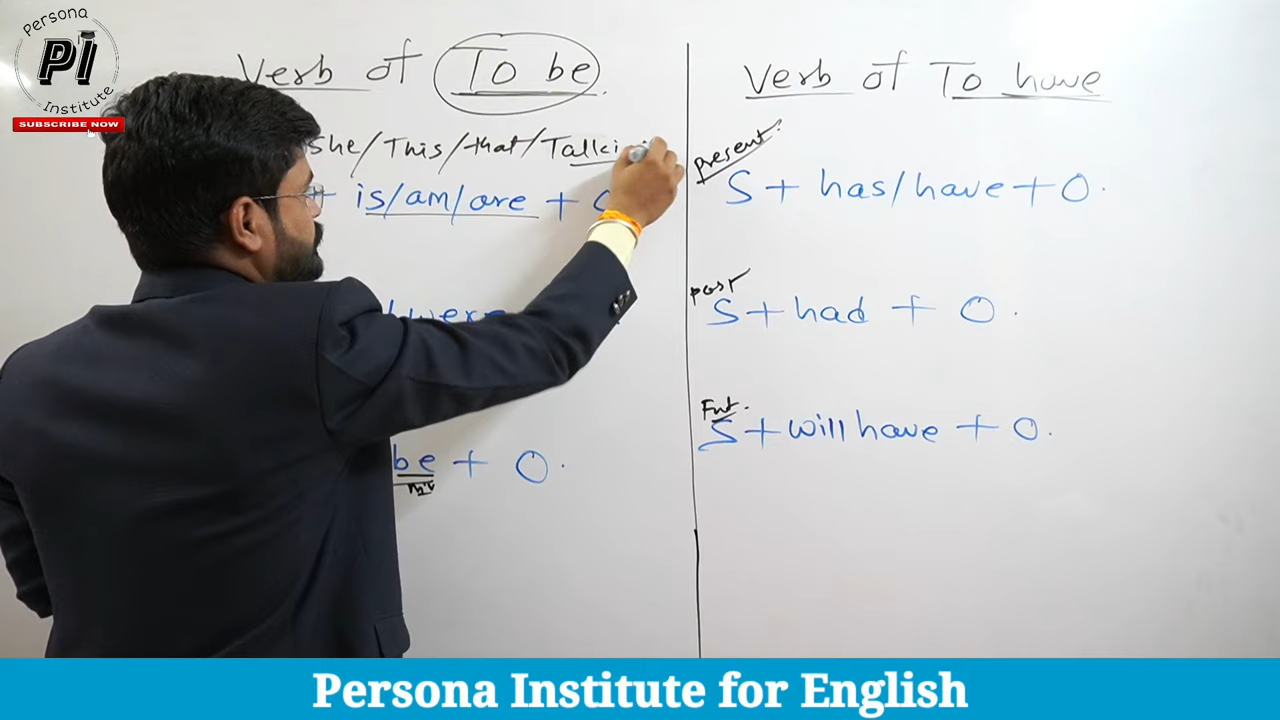 Persona
PI
Institute
SUBSCRIBE NOW
Verb of To be.
she/This/that/Talki
+ is/am/are +
were
be + O.
Verb of To have
Present
S + has/have + O.
Past
S + had + O.
Fut.
S + will have + O.
Persona Institute for English